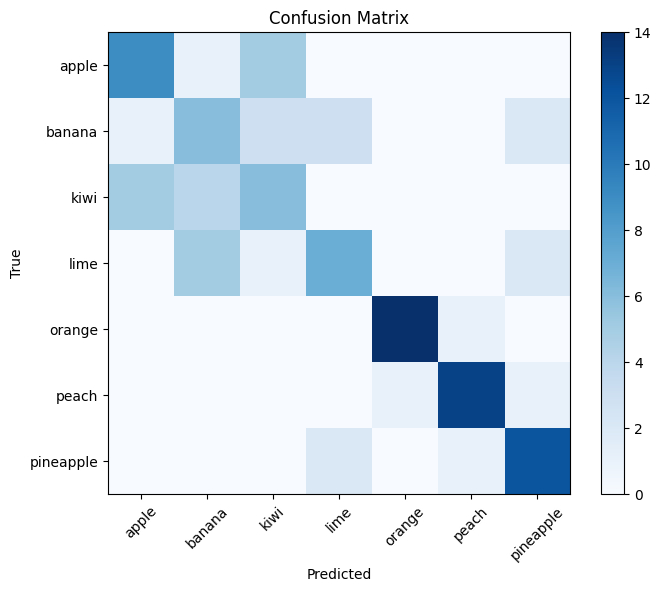 Confusion Matrix
True
apple
banana
kiwi
lime
orange
peach
pineapple
apple
banana
kiwi
lime
orange
peach
pineapple
Predicted
14
12
10
8
6
4
2
0